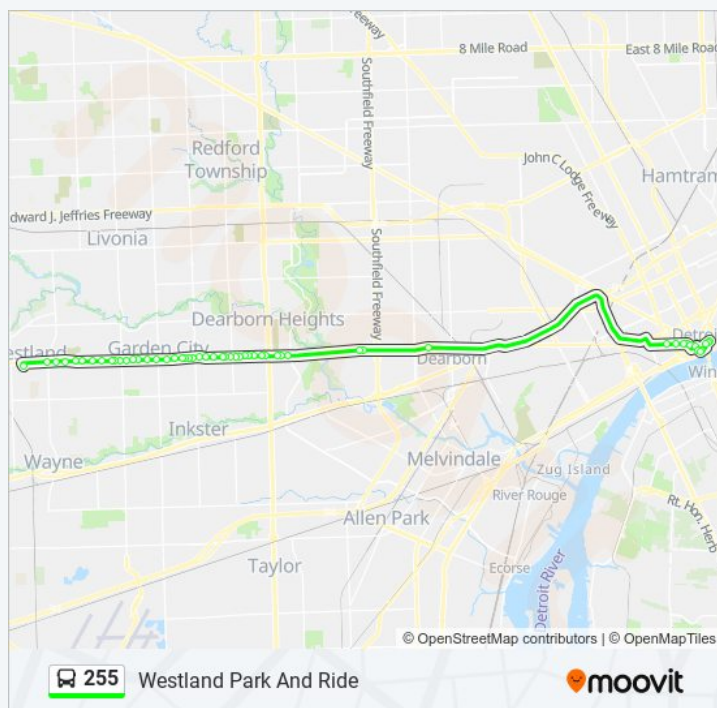 8 Mile Road
East 8 Mile Road
Southfield Freeway
Redford
Township
John C Lodge Freeway
Hamtram
dward J. Jeffries Freeway
Livonia
Southfield Freeway
Dearborn Heights
Garden City
estland
Detroi
Dearborn
Win
Inkster
Wayne
Melvindale
Zug Island
River Rouge
Rt. Hon. Herb
Allen Park
Taylor
Ecorse
Detroit River
© OpenStreetMap contributors | © OpenMapTiles
255 Westland Park And Ride
moovit